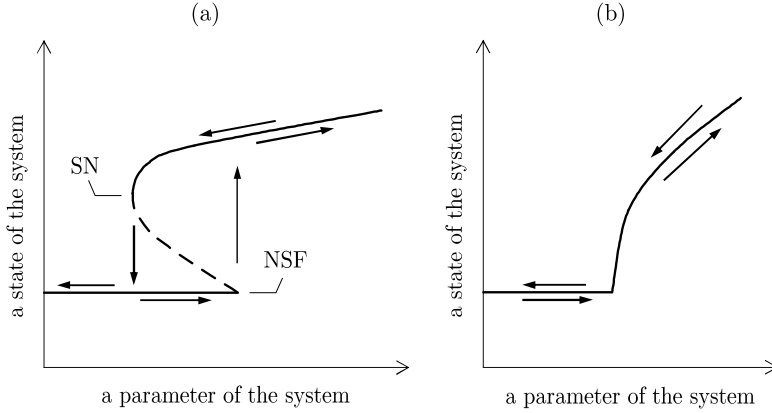 (a)
a state of the system
SN
NSF
a parameter of the system
(b)
a state of the system
a parameter of the system